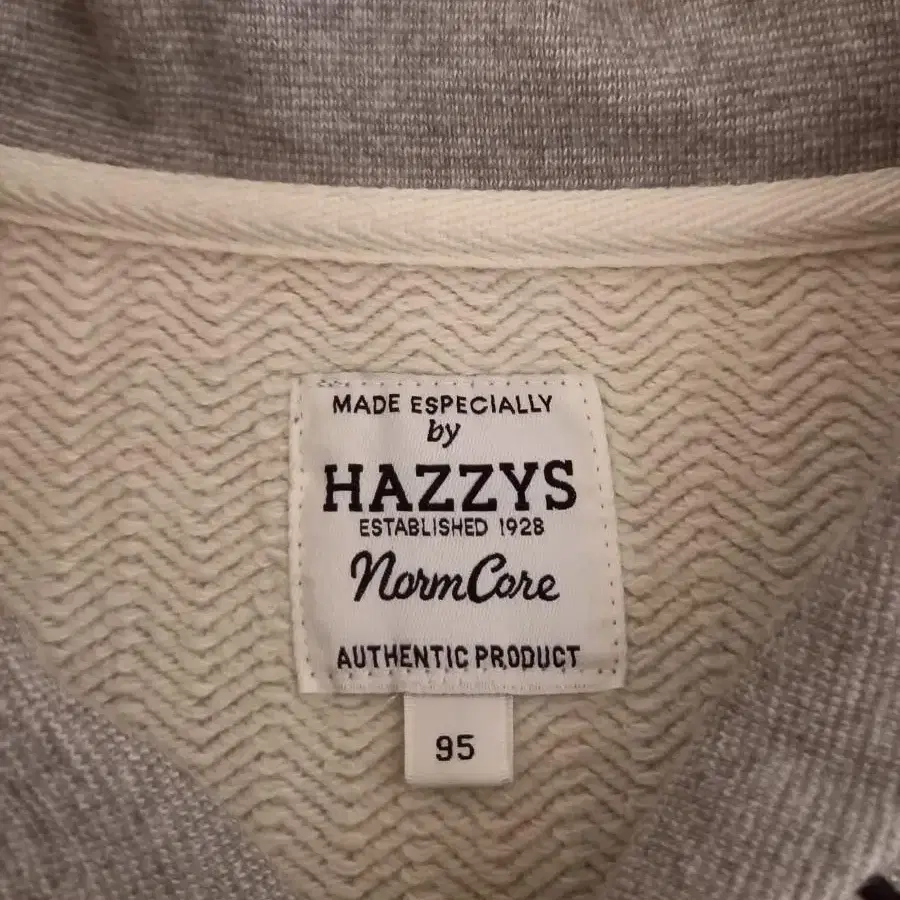 MADE ESPECIALLY
by
HAZZYS
ESTABLISHED 1928
NormCore
AUTHENTIC PRODUCT
95